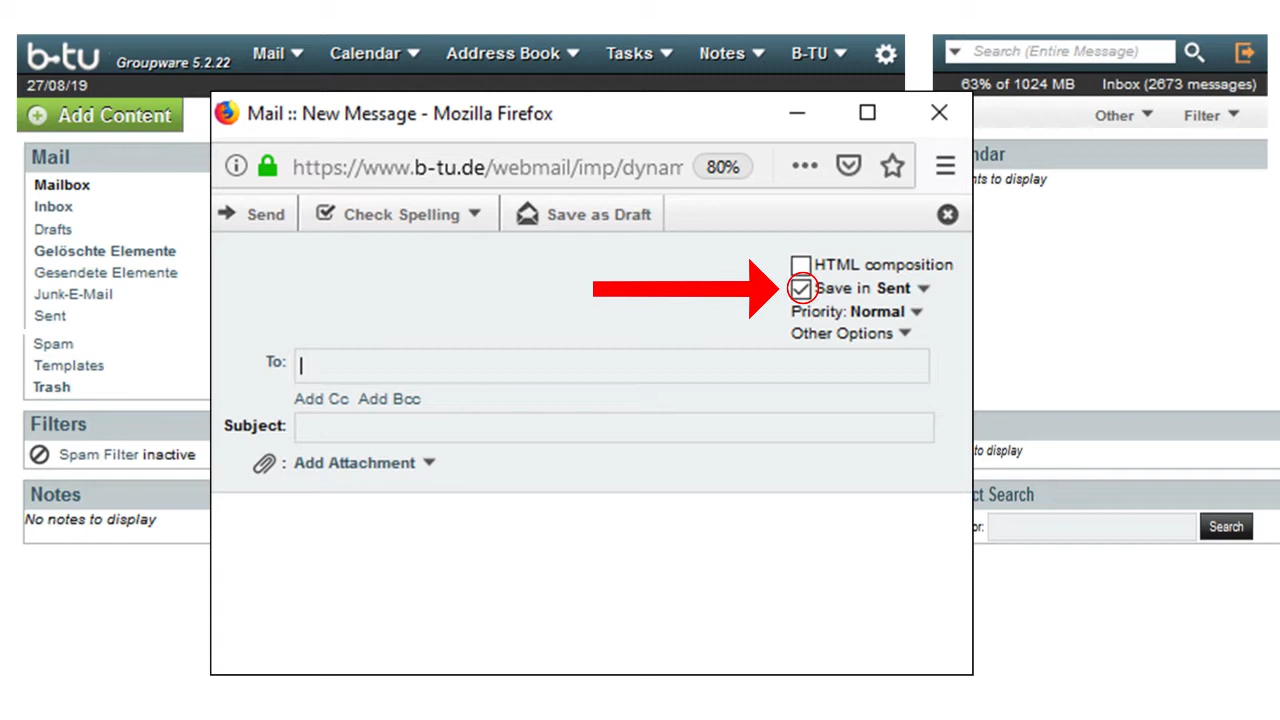 b-tu Groupware 5.2.22 Mail Calendar Address Book Tasks Notes B-TU Search (Entire Message)
27/08/19 63% of 1024 MB Inbox (2673 messages)
Add Content Other Filter
Mail :: New Message - Mozilla Firefox
https://www.b-tu.de/webmail/imp/dynam 80%
Send Check Spelling Save as Draft
HTML composition
Save in Sent
Priority: Normal
Other Options
To:
Add Cc Add Bcc
Subject:
: Add Attachment
Mail
Mailbox
Inbox
Drafts
Gelöschte Elemente
Gesendete Elemente
Junk-E-Mail
Sent
Spam
Templates
Trash
Filters
Spam Filter inactive
Notes
No notes to display
ndar
nts to display
to display
ct Search
or:
Search